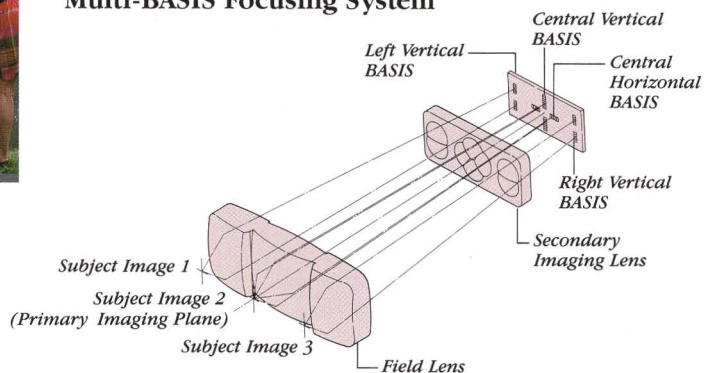 Multi-BASIS Focusing System
Central Vertical
BASIS
Left Vertical
BASIS
Central
Horizontal
BASIS
Right Vertical
BASIS
Secondary
Imaging Lens
Subject Image 1
Subject Image 2
(Primary Imaging Plane)
Subject Image 3
Field Lens